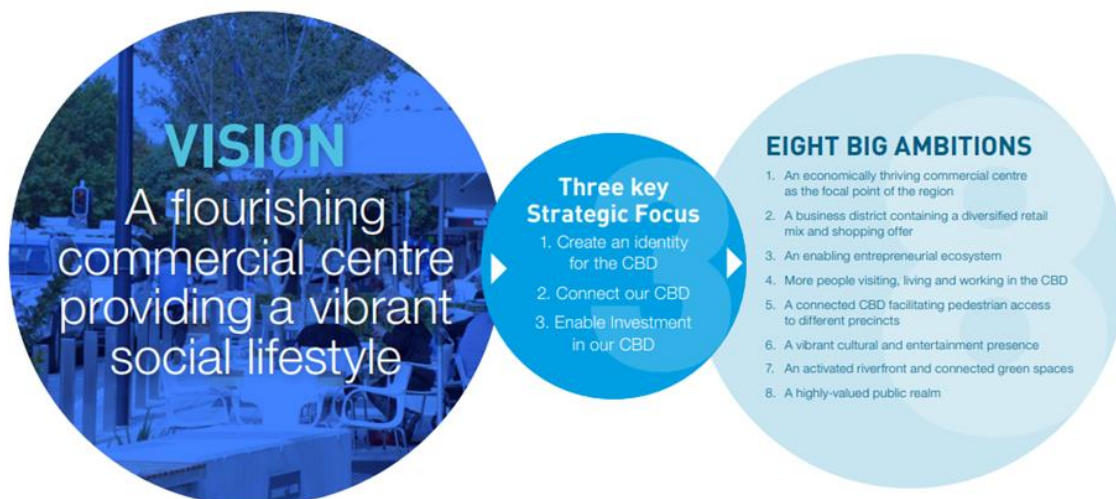 VISION
A flourishing
commercial centre
providing a vibrant
social lifestyle
Three key
Strategic Focus
1. Create an identity
for the CBD
2. Connect our CBD
3. Enable Investment
in our CBD
EIGHT BIG AMBITIONS
1. An economically thriving commercial centre
as the focal point of the region
2. A business district containing a diversified retail
mix and shopping offer
3. An enabling entrepreneurial ecosystem
4. More people visiting, living and working in the CBD
5. A connected CBD facilitating pedestrian access
to different precincts
6. A vibrant cultural and entertainment presence
7. An activated riverfront and connected green spaces
8. A highly-valued public realm
3
8